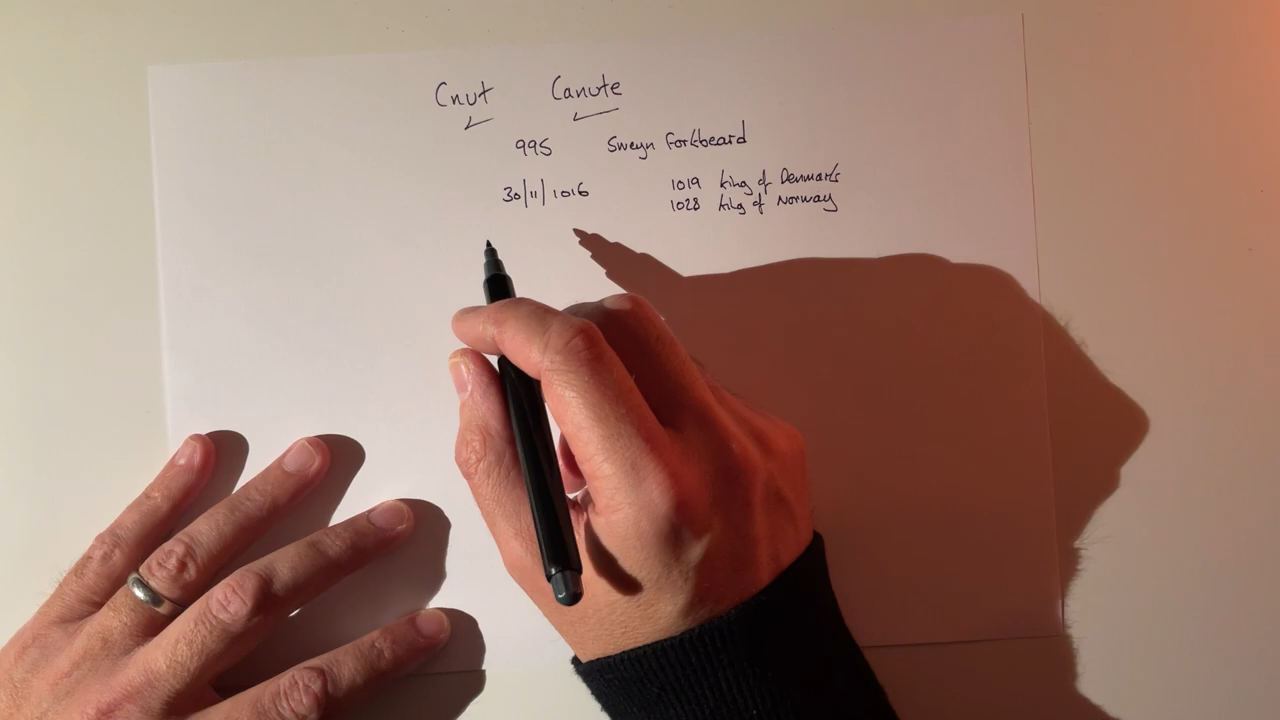 Cnut Canute
995 Sweyn Forkbeard
30/11/1016
1019 King of Denmark
1028 King of Norway